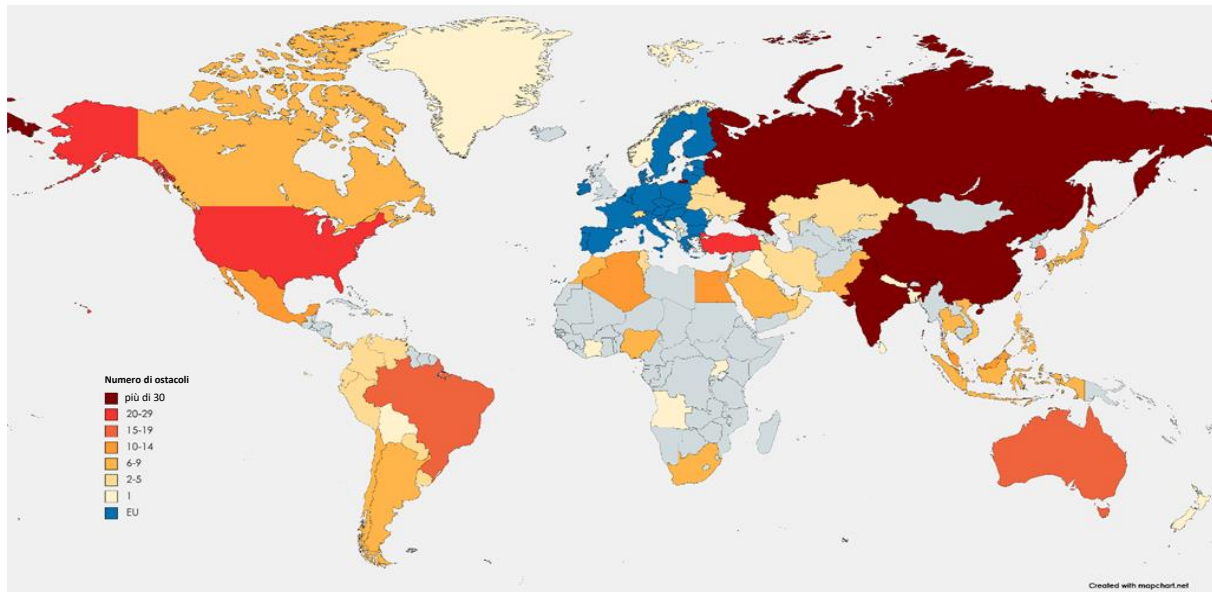 Numero di ostacoli
più di 30
20-29
15-19
10-14
6-9
2-5
1
EU
Created with mapchart.net